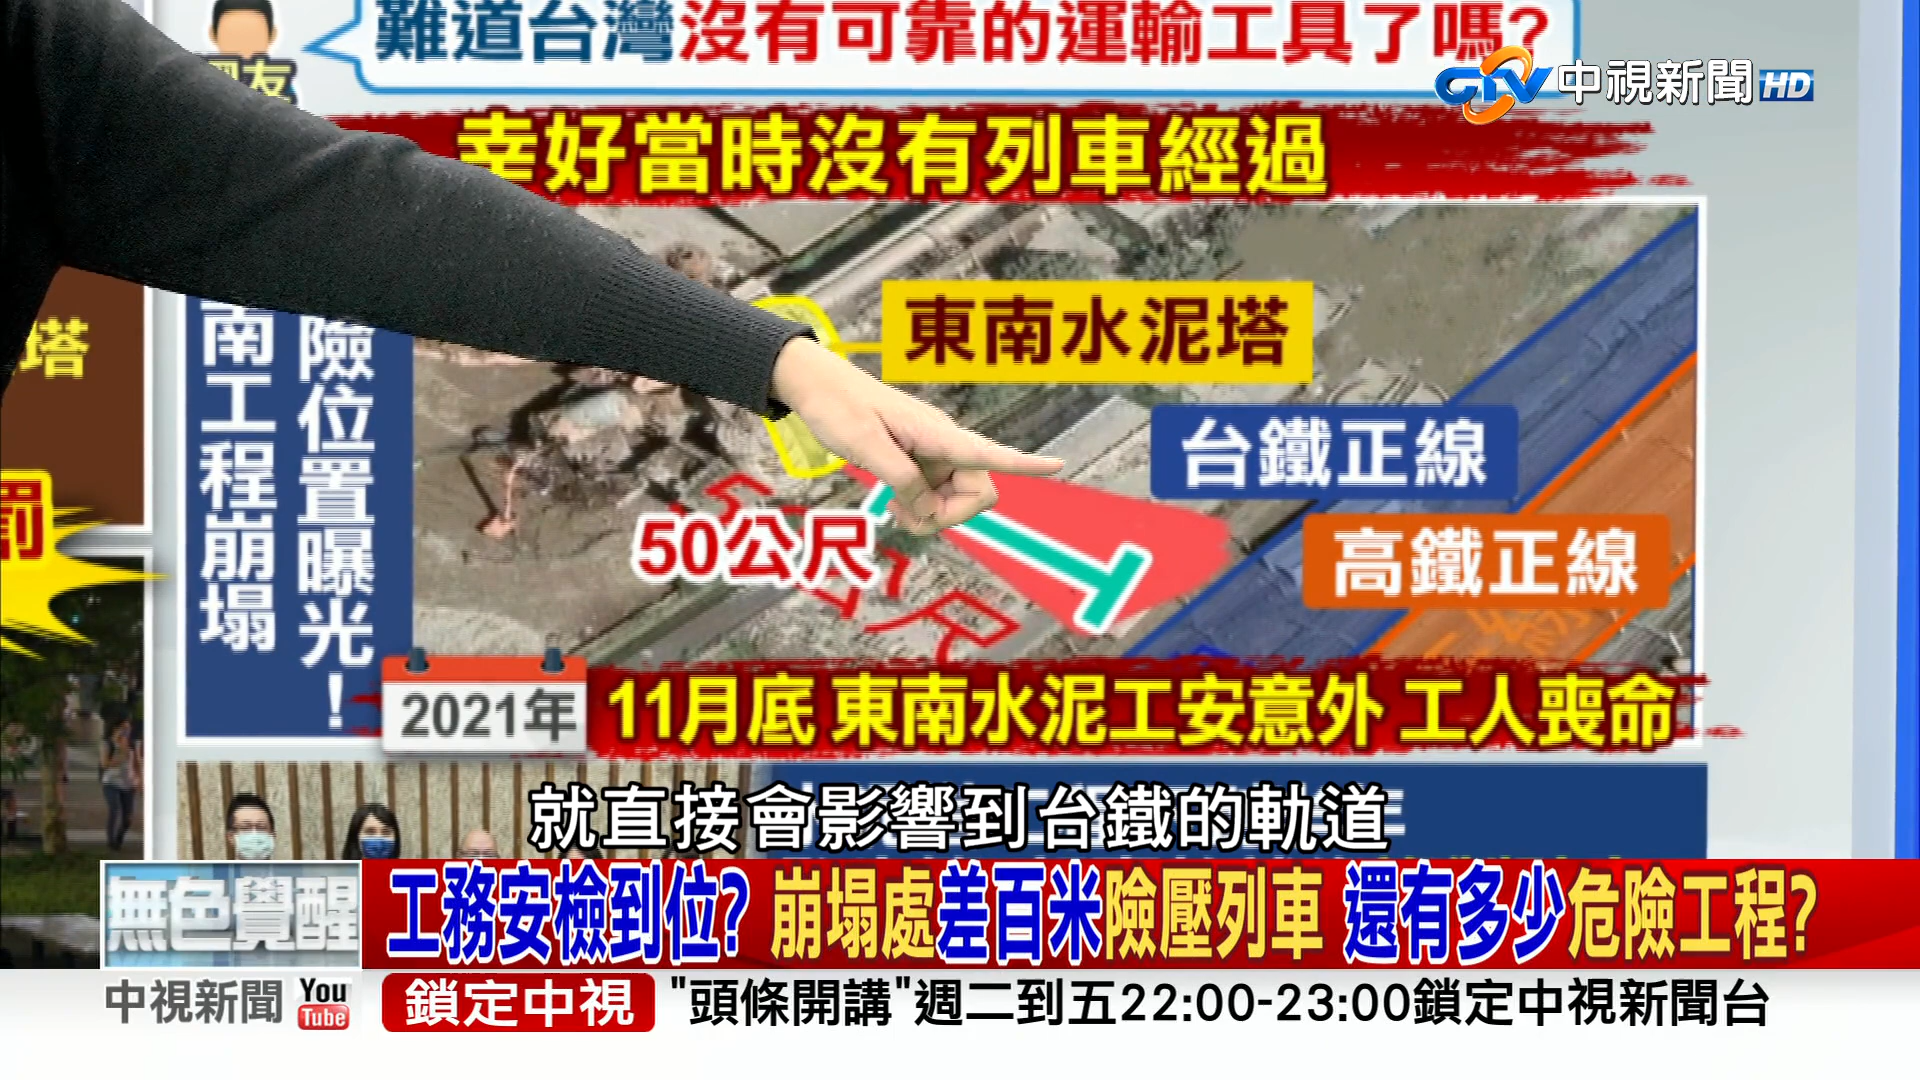 難道台灣沒有可靠的運輸工具了嗎?
網友
CTV中視新聞HD
幸好當時沒有列車經過
塔
罰
險位置曝光!
南工程崩塌
東南水泥塔
台鐵正線
高鐵正線
50公尺
2021年
11月底 東南水泥工安意外 工人喪命
就直接會影響到台鐵的軌道
無色覺醒
工務安檢到位? 崩塌處差百米險壓列車 還有多少危險工程?
中視新聞 YouTube
鎖定中視
"頭條開講"週二到五22:00-23:00鎖定中視新聞台